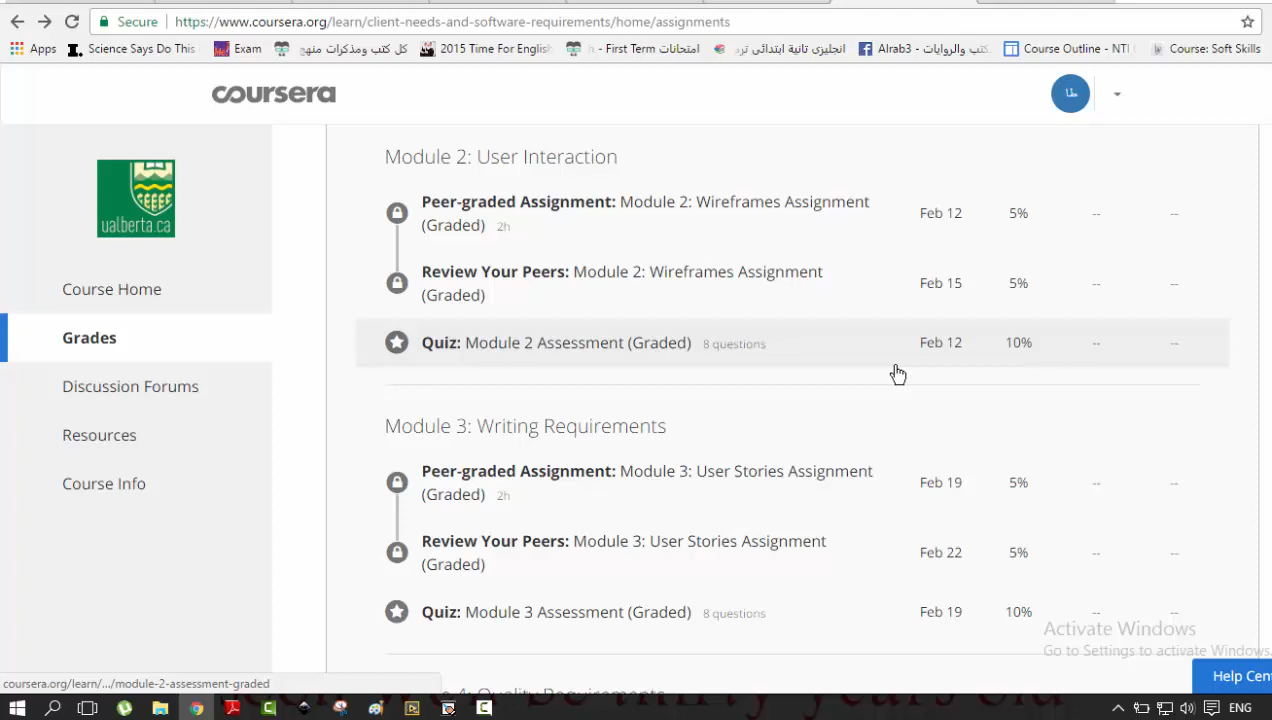 Secure https://www.coursera.org/learn/client-needs-and-software-requirements/home/assignments
Apps Science Says Do This Exam كل كتب ومذكرات منهج 2015 Time For English امتحانات First Term - n انجليزى تانية ابتدائى تر Alrab3 - كتب والروايات Course Outline - NTI Course: Soft Skills
coursera
طا
ualberta.ca
Course Home
Grades
Discussion Forums
Resources
Course Info
Module 2: User Interaction
Peer-graded Assignment: Module 2: Wireframes Assignment
(Graded) 2h
Feb 12 5% -- --
Review Your Peers: Module 2: Wireframes Assignment
(Graded)
Feb 15 5% -- --
Quiz: Module 2 Assessment (Graded) 8 questions Feb 12 10% -- --
Module 3: Writing Requirements
Peer-graded Assignment: Module 3: User Stories Assignment
(Graded) 2h
Feb 19 5% -- --
Review Your Peers: Module 3: User Stories Assignment
(Graded)
Feb 22 5% -- --
Quiz: Module 3 Assessment (Graded) 8 questions Feb 19 10% -- --
Activate Windows
Go to Settings to activate Windows.
Help Cen
coursera.org/learn/.../module-2-assessment-graded
4: Quality Requirements
ENG